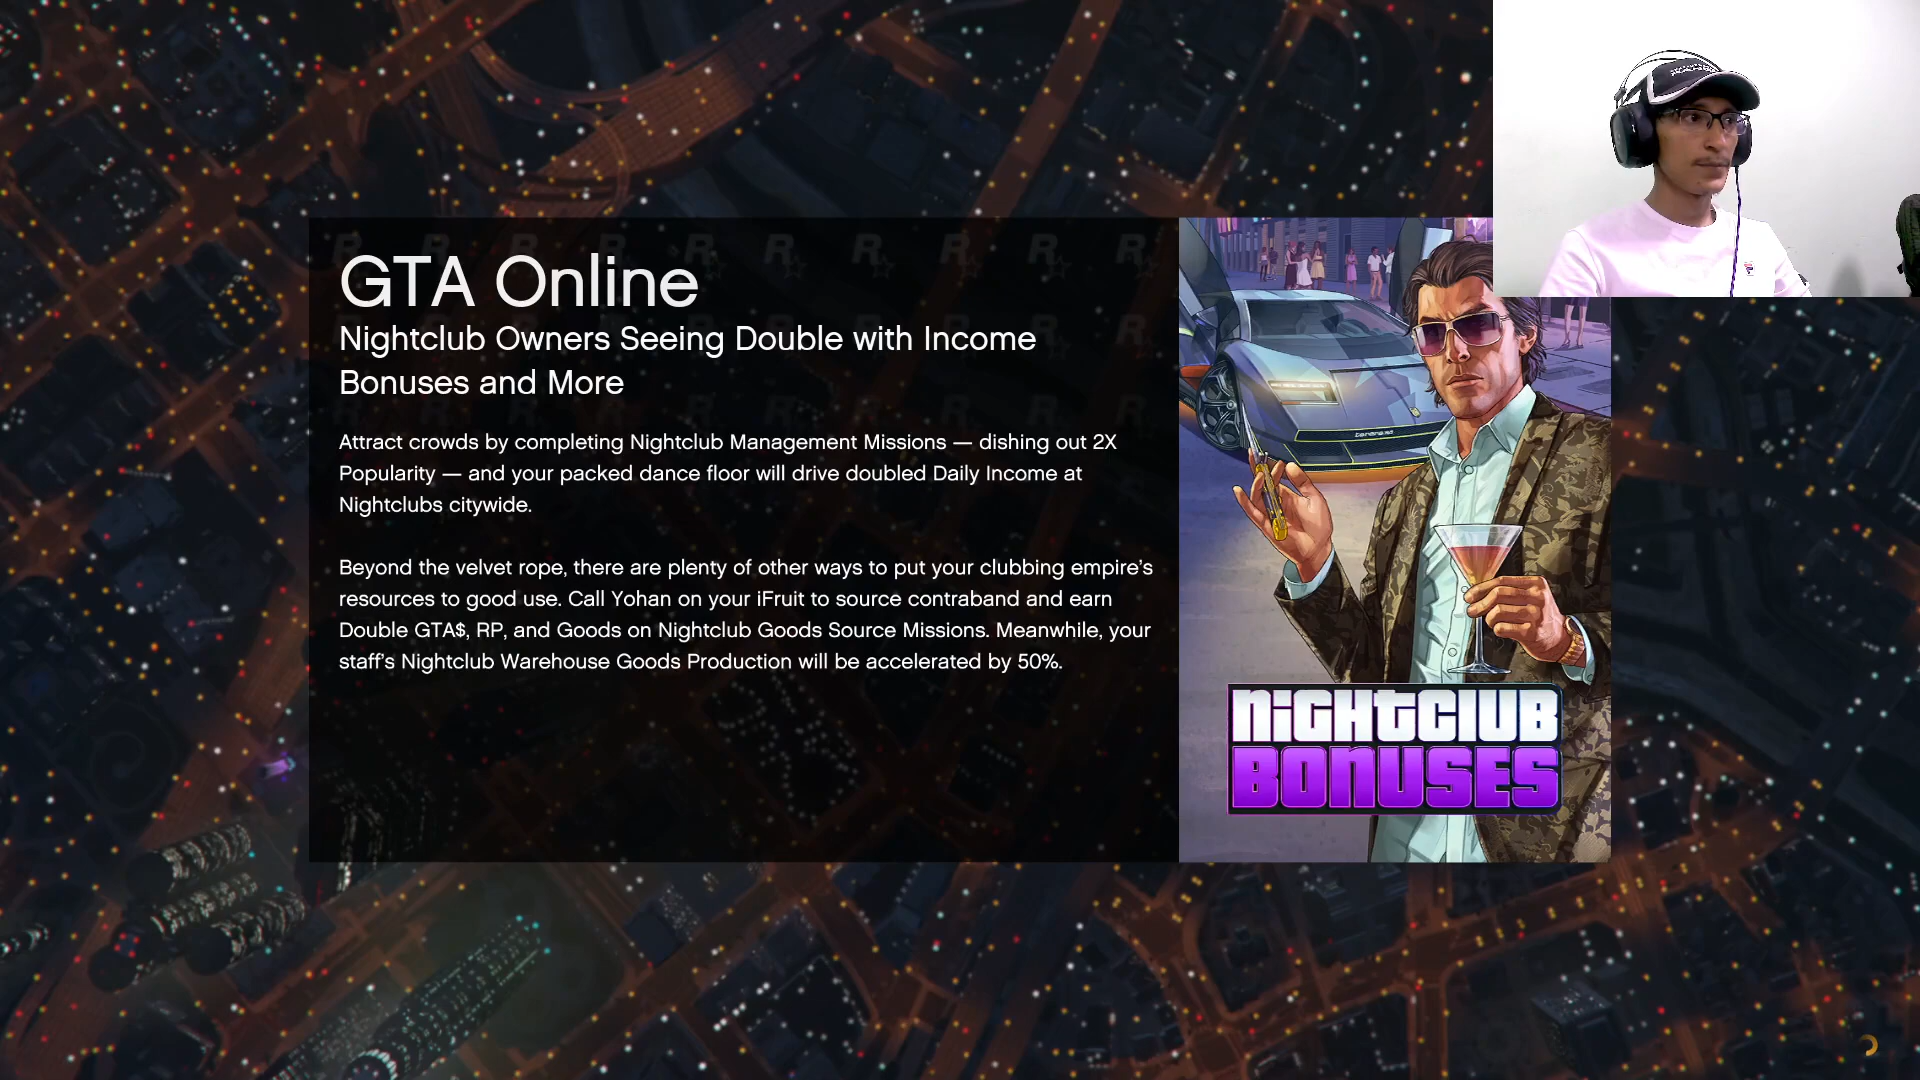 GTA Online
Nightclub Owners Seeing Double with Income
Bonuses and More
Attract crowds by completing Nightclub Management Missions — dishing out 2X
Popularity — and your packed dance floor will drive doubled Daily Income at
Nightclubs citywide.
Beyond the velvet rope, there are plenty of other ways to put your clubbing empire’s
resources to good use. Call Yohan on your iFruit to source contraband and earn
Double GTA$, RP, and Goods on Nightclub Goods Source Missions. Meanwhile, your
staff’s Nightclub Warehouse Goods Production will be accelerated by 50%.
NiGHtClUB
BONUSES